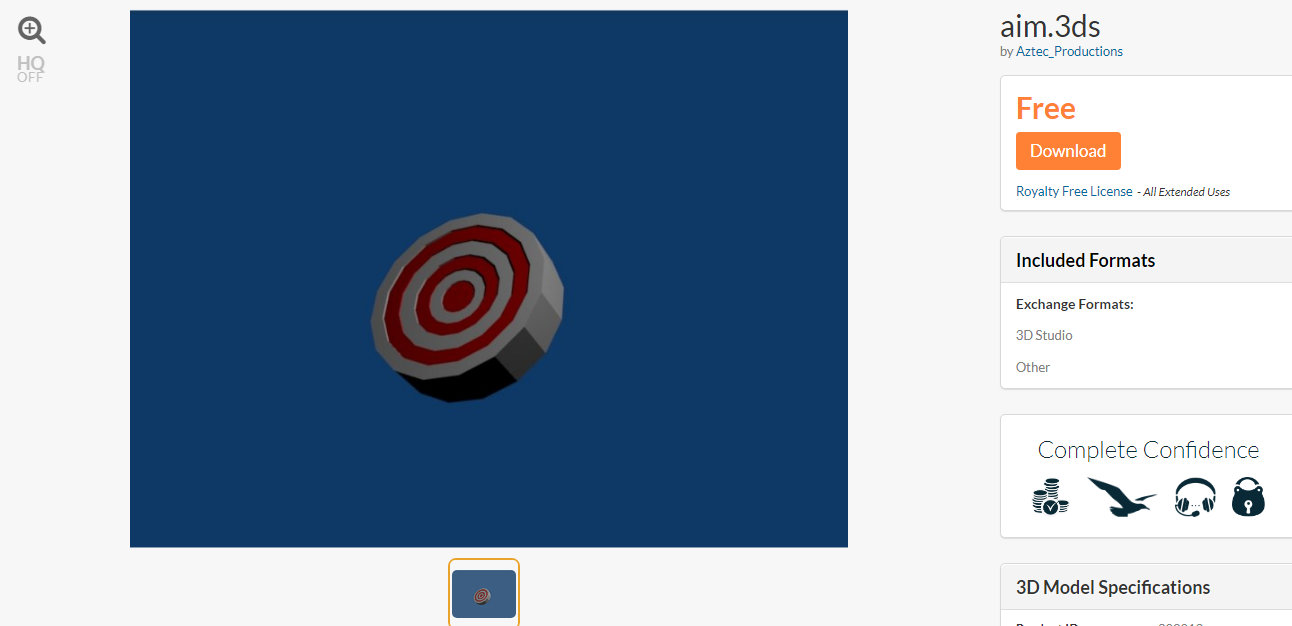 HQ
OFF
aim.3ds
by Aztec_Productions
Free
Download
Royalty Free License - All Extended Uses
Included Formats
Exchange Formats:
3D Studio
Other
Complete Confidence
3D Model Specifications